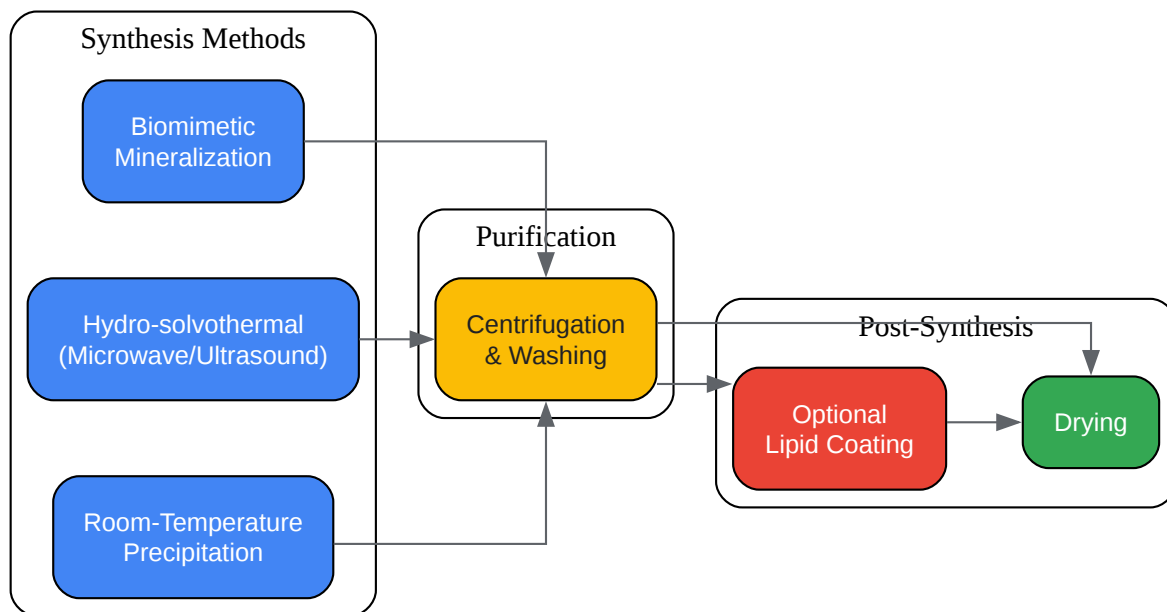 Synthesis Methods
Biomimetic
Mineralization
Hydro-solvothermal
(Microwave/Ultrasound)
Room-Temperature
Precipitation
Purification
Centrifugation
& Washing
Post-Synthesis
Optional
Lipid Coating
Drying